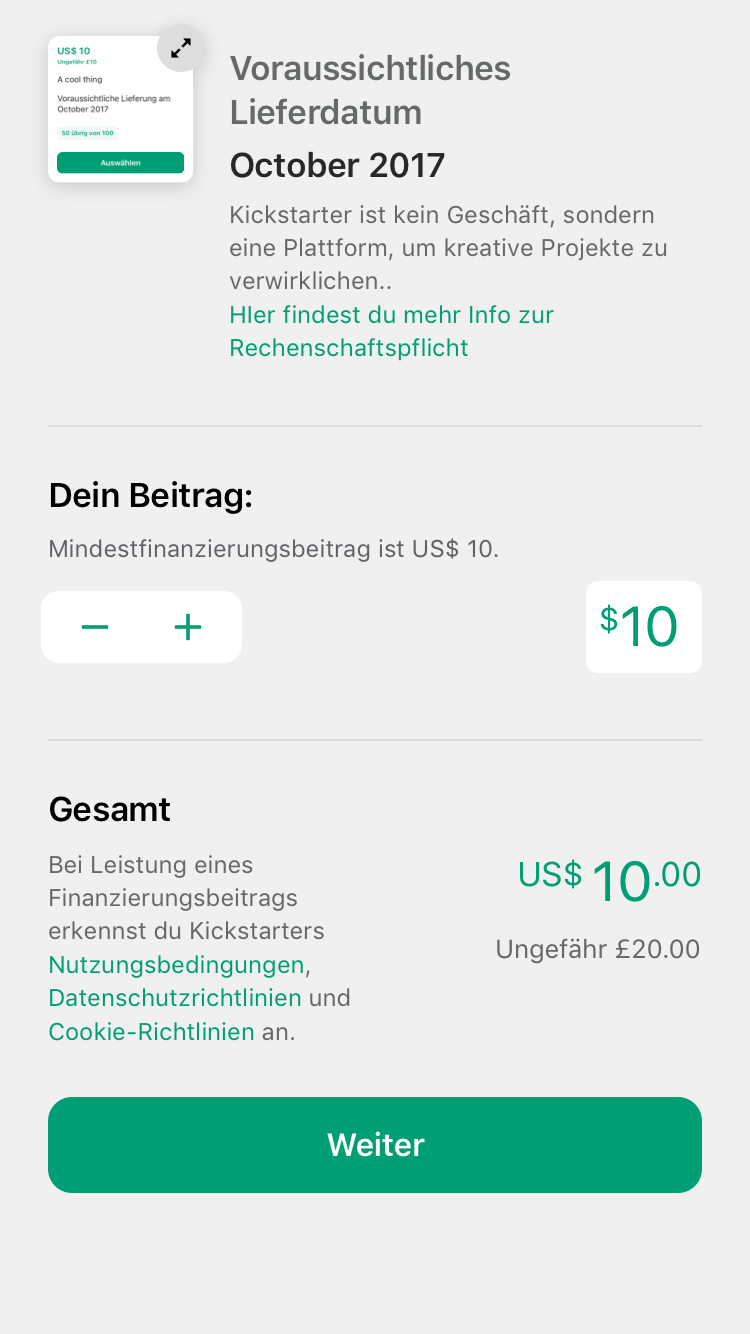 US$ 10
Ungefähr £10
A cool thing
Voraussichtliche Lieferung am
October 2017
50 übrig von 100
Auswählen
Voraussichtliches
Lieferdatum
October 2017
Kickstarter ist kein Geschäft, sondern
eine Plattform, um kreative Projekte zu
verwirklichen..
HIer findest du mehr Info zur
Rechenschaftspflicht
Dein Beitrag:
Mindestfinanzierungsbeitrag ist US$ 10.
− +
$10
Gesamt
Bei Leistung eines
Finanzierungsbeitrags
erkennst du Kickstarters
Nutzungsbedingungen,
Datenschutzrichtlinien und
Cookie-Richtlinien an.
US$ 10.00
Ungefähr £20.00
Weiter